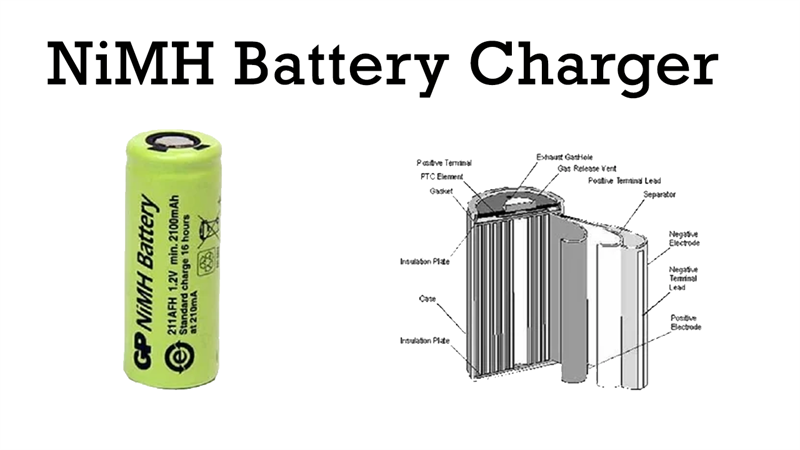 NiMH Battery Charger
GP NiMH Battery
211AFH 1.2V min. 2100mAh
Standard charge 16 hours
at 210mA
Positive Terminal
PTC Element
Gasket
Exhaust GasHole
Gas Release Vent
Positive Terminal Lead
Separator
Insulation Plate
Case
Insulation Plate
Negative
Electrode
Negative
Terminal
Lead
Positive
Electrode